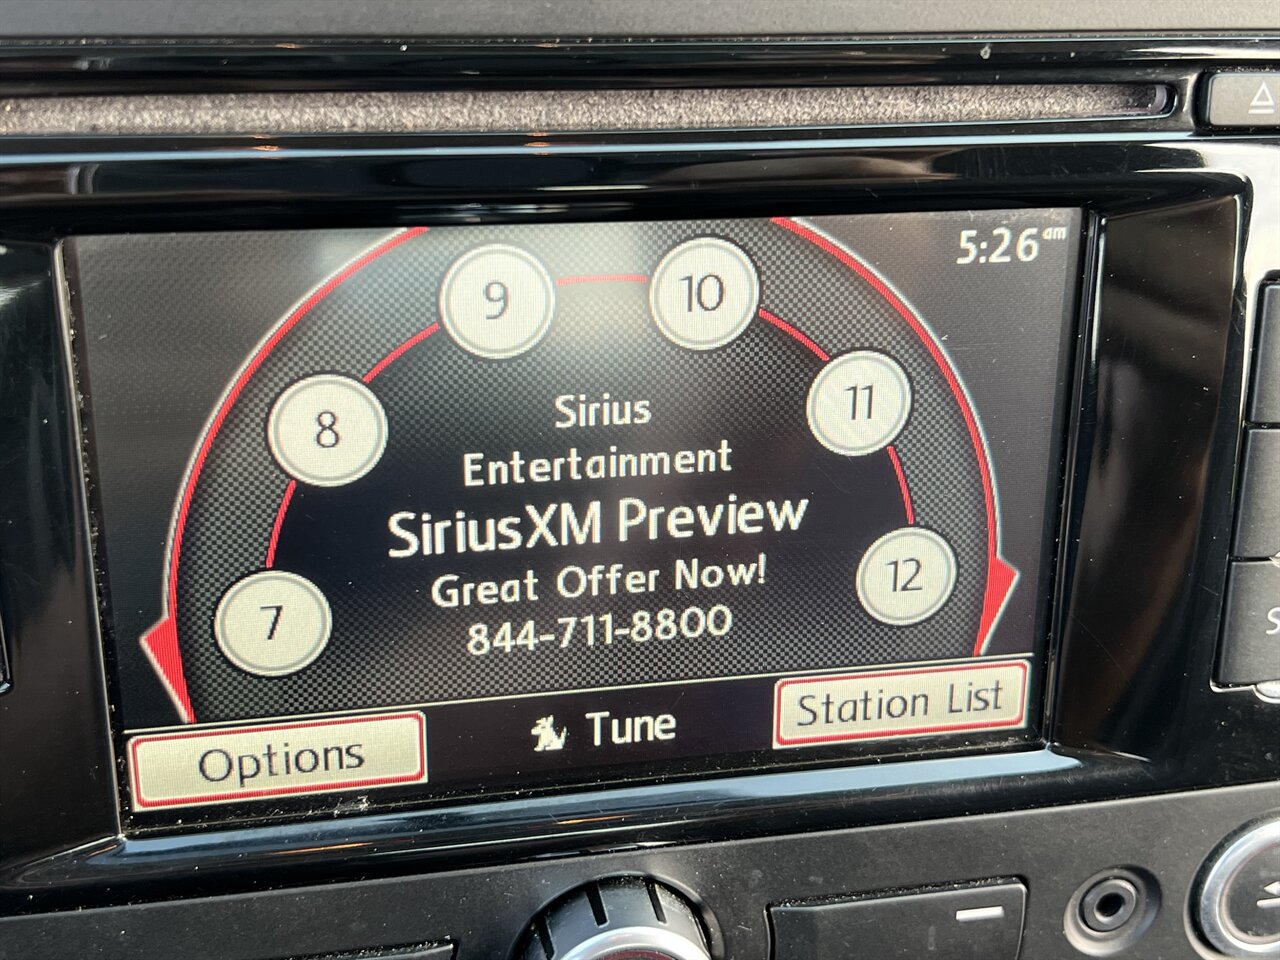 5:26am
9
10
8
11
7
12
Sirius
Entertainment
SiriusXM Preview
Great Offer Now!
844-711-8800
Options
Tune
Station List
S